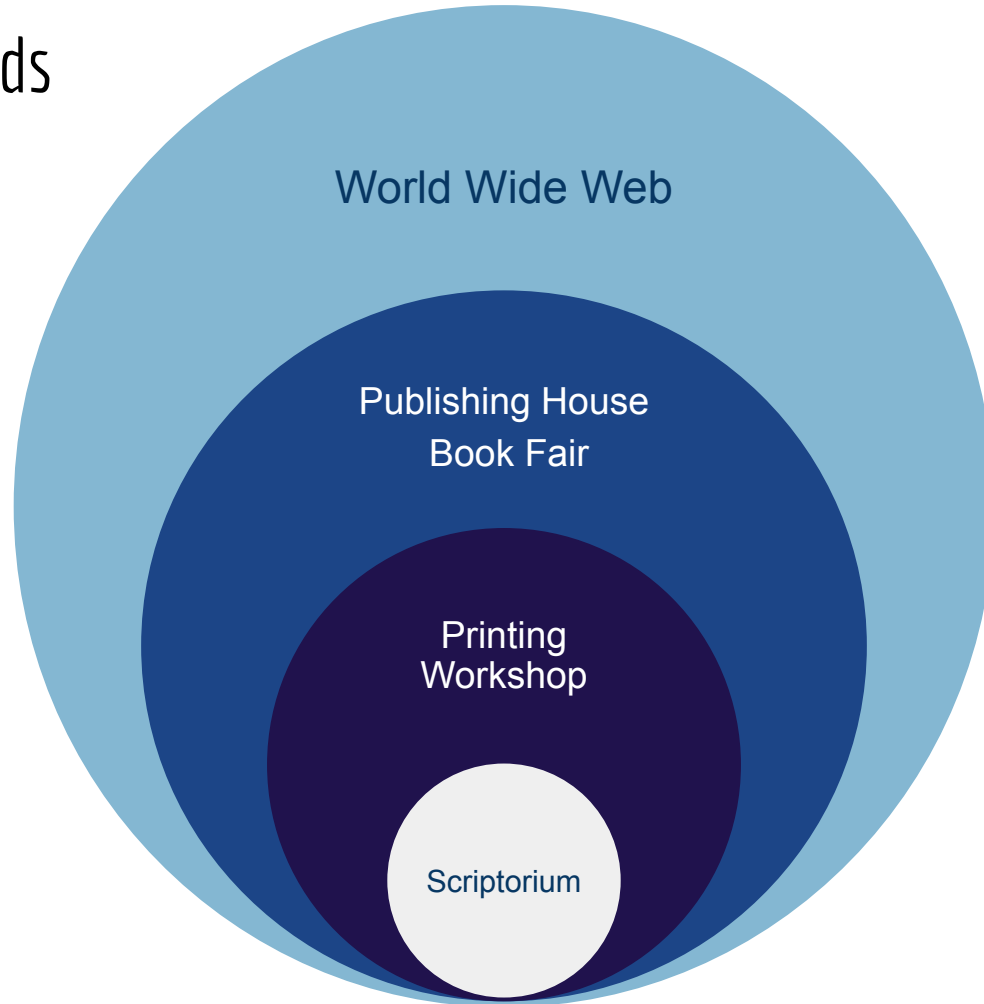 ds
World Wide Web
Publishing House
Book Fair
Printing
Workshop
Scriptorium